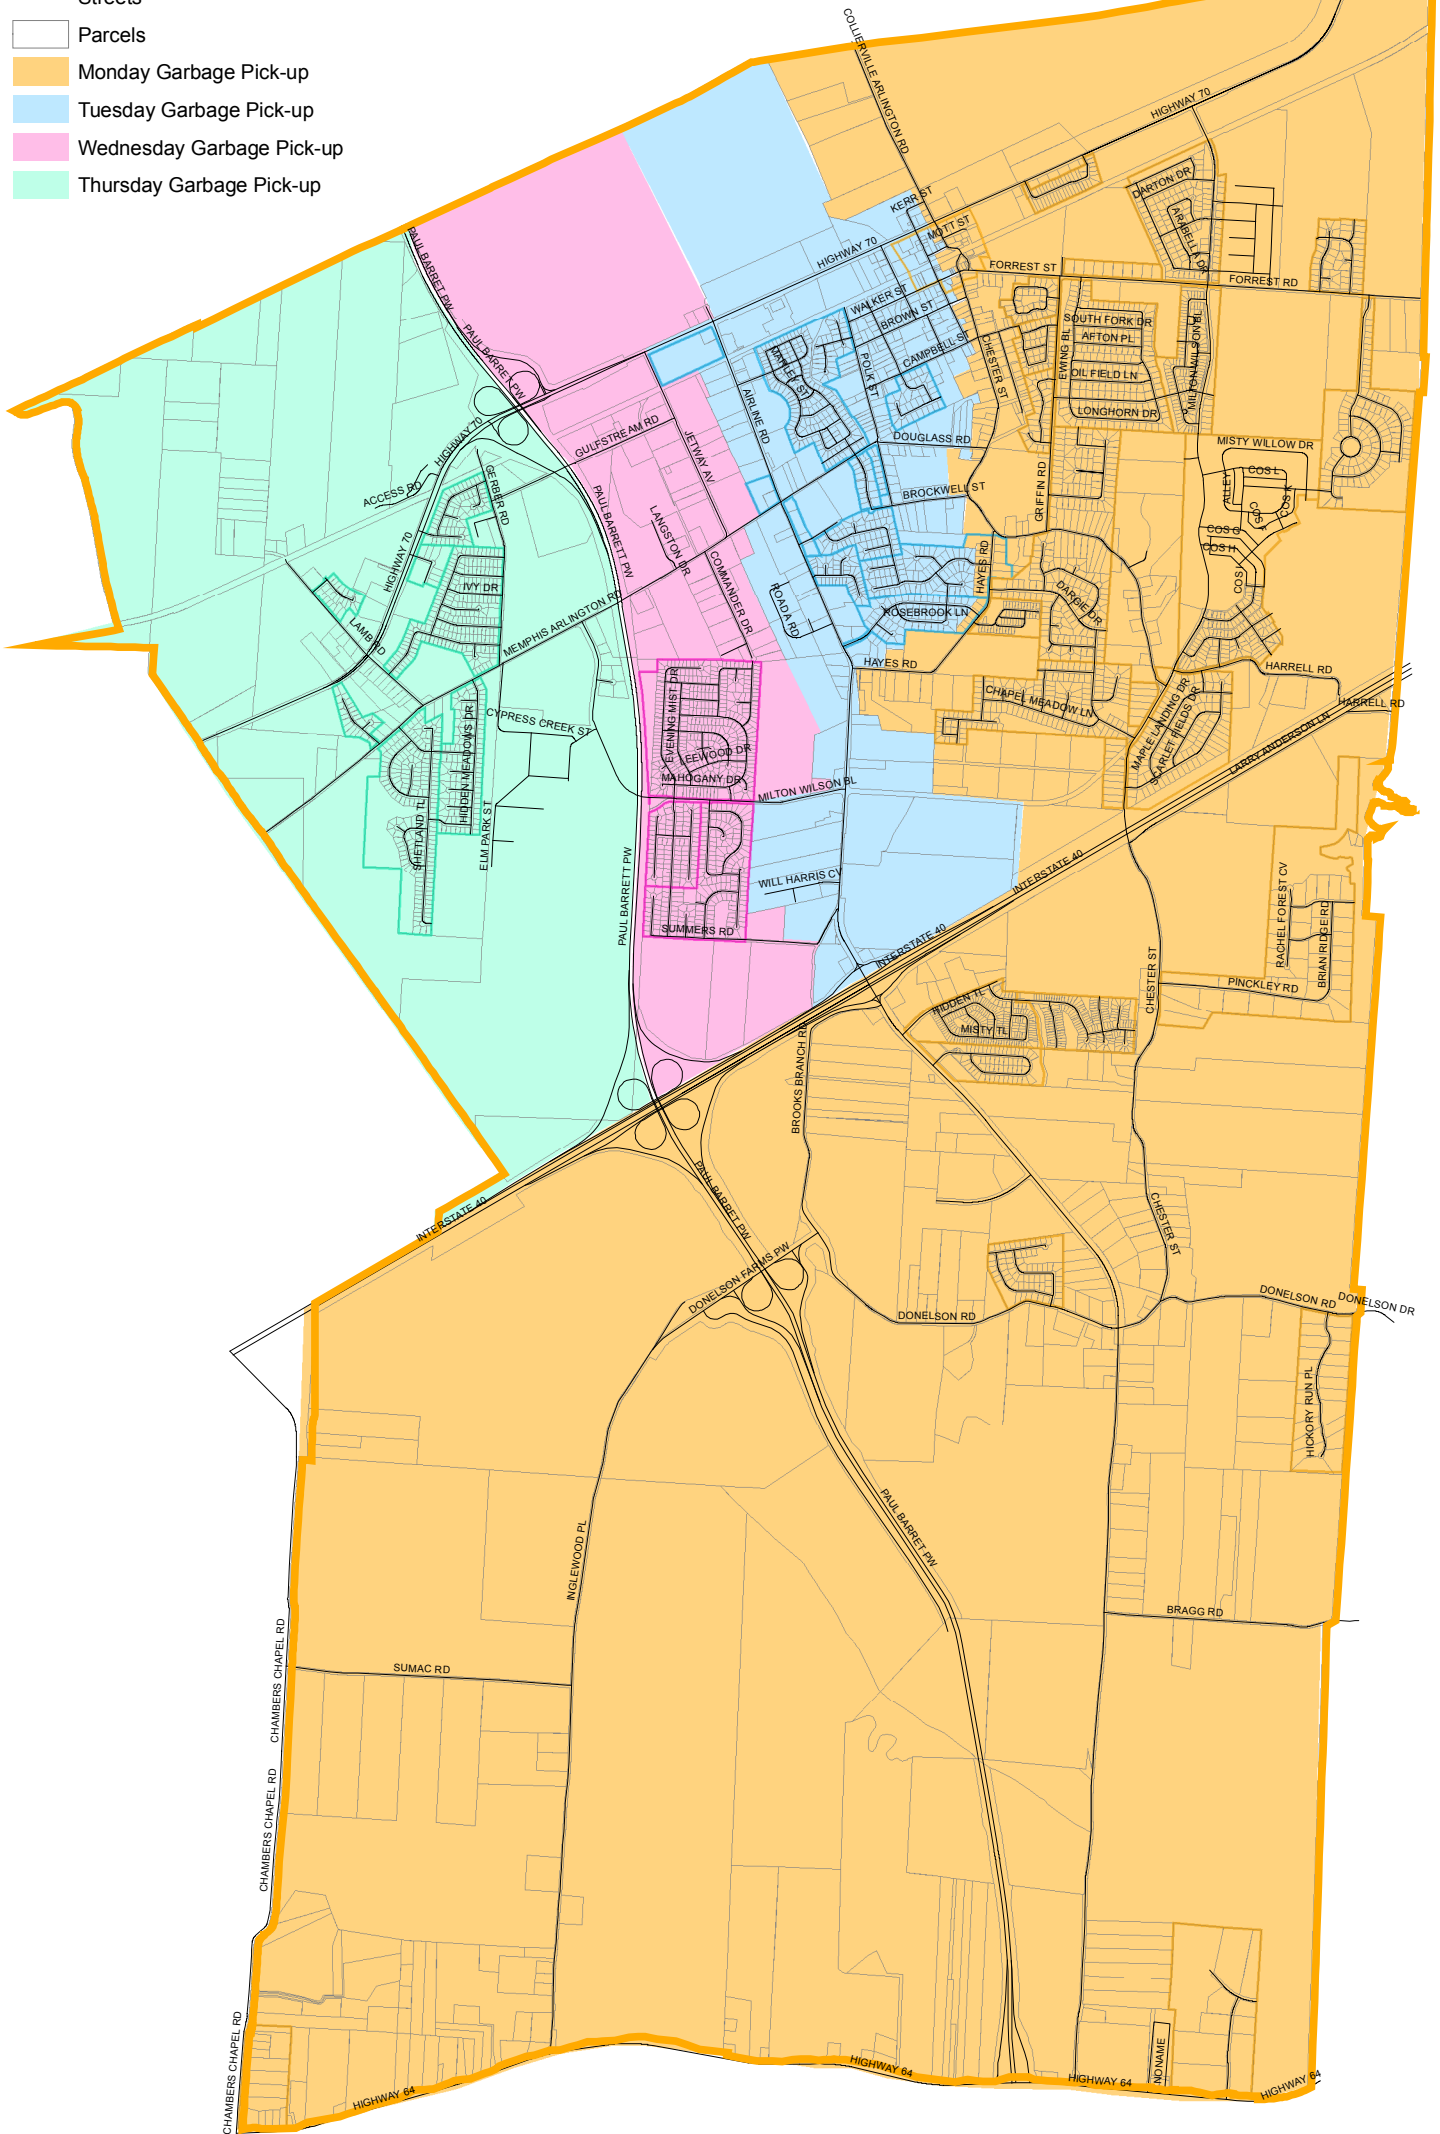 Streets
Parcels
Monday Garbage Pick-up
Tuesday Garbage Pick-up
Wednesday Garbage Pick-up
Thursday Garbage Pick-up
COLLIERVILLE ARLINGTON RD
HIGHWAY 70
KERR ST
MOTT ST
DARTON DR
ARABELLA DR
HIGHWAY 70
FORREST ST
FORREST RD
PAUL BARRET PW
PAUL BARRET PW
WALKER ST
BROWN ST
CAMPBELL ST
SOUTH FORK DR
AFTON PL
OIL FIELD LN
LONGHORN DR
EWING BL
MILTON WILSON BL
CHESTER ST
POLK ST
AIRLINE RD
GULFSTREAM RD
JETWAY AV
HIGHWAY 70
DOUGLASS RD
MISTY WILLOW DR
GERBER RD
ACCESS RD
BROCKWELL ST
GRIFFIN RD
ALLEY
COS L
COS K
COS F
COS G
COS H
COS I
PAUL BARRETT PW
LANGSTON DR
COMMANDER DR
HIGHWAY 70
IVY DR
MEMPHIS ARLINGTON RD
ROAD A RD
HAYES RD
DARGIE DR
ROSEBROOK LN
LAMB RD
HAYES RD
HARRELL RD
HARRELL RD
CHAPEL MEADOW LN
MAPLE LANDING DR
SCARLET FIELDS DR
LARRY ANDERSON LN
CYPRESS CREEK ST
HIDDEN MEADOWS DR
EVENING MIST DR
LEEWOOD DR
MAHOGANY DR
MILTON WILSON BL
SHETLAND TL
ELM PARK ST
PAUL BARRETT PW
WILL HARRIS CV
SUMMERS RD
INTERSTATE 40
INTERSTATE 40
RACHEL FOREST CV
BRIAN RIDGE RD
PINCKLEY RD
CHESTER ST
HIDDEN TL
MISTY TL
BROOKS BRANCH RD
INTERSTATE 40
PAUL BARRET PW
CHESTER ST
DONELSON FARMS PW
DONELSON RD
DONELSON RD
DONELSON DR
HICKORY RUN PL
PAUL BARRET PW
INGLEWOOD PL
BRAGG RD
SUMAC RD
CHAMBERS CHAPEL RD
CHAMBERS CHAPEL RD
CHAMBERS CHAPEL RD
NONAME
HIGHWAY 64
HIGHWAY 64
HIGHWAY 64
HIGHWAY 64